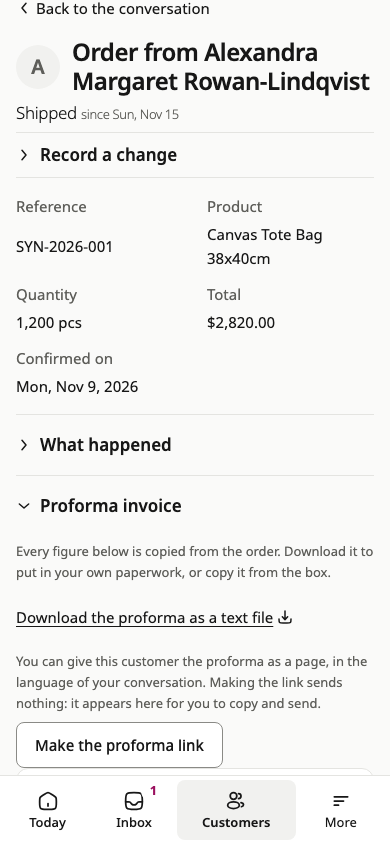 Back to the conversation
A
Order from Alexandra
Margaret Rowan-Lindqvist
Shipped since Sun, Nov 15
Record a change
Reference
Product
SYN-2026-001
Canvas Tote Bag
38x40cm
Quantity
Total
1,200 pcs
$2,820.00
Confirmed on
Mon, Nov 9, 2026
What happened
Proforma invoice
Every figure below is copied from the order. Download it to
put in your own paperwork, or copy it from the box.
Download the proforma as a text file
You can give this customer the proforma as a page, in the
language of your conversation. Making the link sends
nothing: it appears here for you to copy and send.
Make the proforma link
1
Today
Inbox
Customers
More